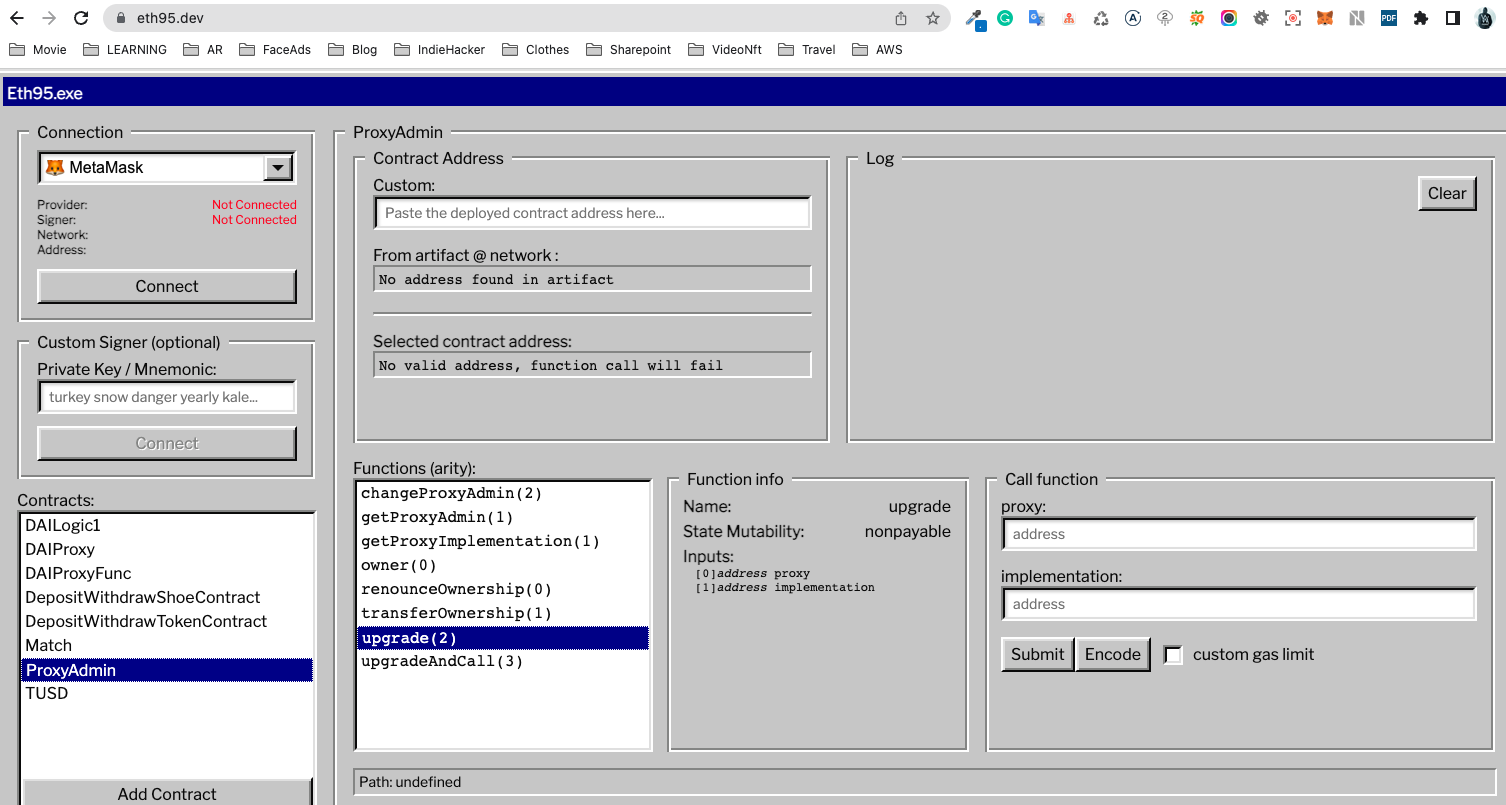 eth95.dev
Movie LEARNING AR FaceAds Blog IndieHacker Clothes Sharepoint VideoNft Travel AWS
Eth95.exe
Connection
MetaMask
Provider: Not Connected
Signer: Not Connected
Network:
Address:
Connect
Custom Signer (optional)
Private Key / Mnemonic:
turkey snow danger yearly kale...
Connect
Contracts:
DAILogic1
DAIProxy
DAIProxyFunc
DepositWithdrawShoeContract
DepositWithdrawTokenContract
Match
ProxyAdmin
TUSD
Add Contract
ProxyAdmin
Contract Address
Custom:
Paste the deployed contract address here...
From artifact @ network :
No address found in artifact
Selected contract address:
No valid address, function call will fail
Log
Clear
Functions (arity):
changeProxyAdmin(2)
getProxyAdmin(1)
getProxyImplementation(1)
owner(0)
renounceOwnership(0)
transferOwnership(1)
upgrade(2)
upgradeAndCall(3)
Function info
Name: upgrade
State Mutability: nonpayable
Inputs:
[0]address proxy
[1]address implementation
Call function
proxy:
address
implementation:
address
Submit Encode custom gas limit
Path: undefined